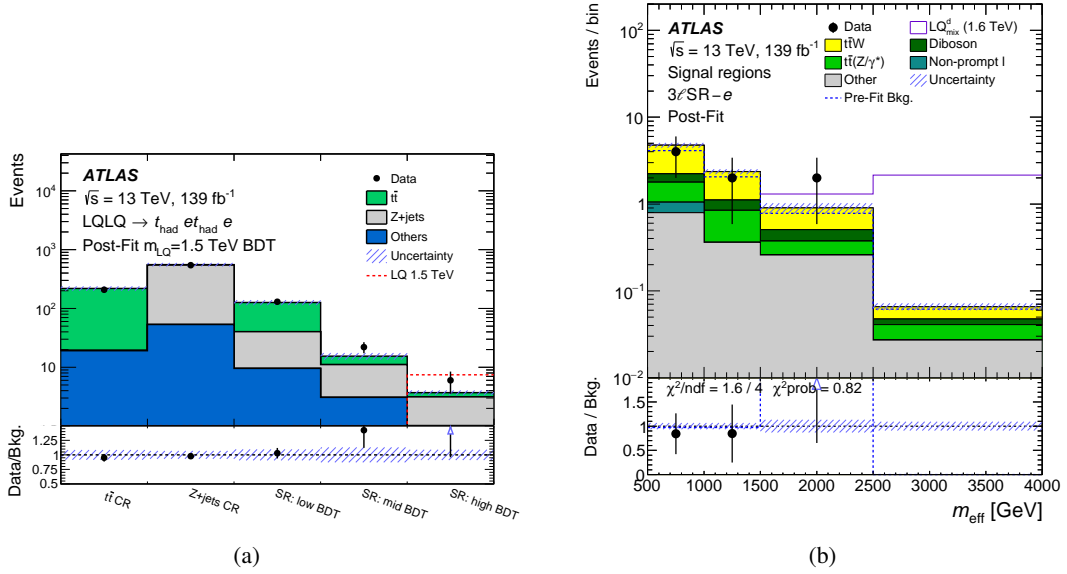 ATLAS
√s = 13 TeV, 139 fb⁻¹
LQLQ → t_had et_had e
Post-Fit m_LQ=1.5 TeV BDT
Data
tt̄
Z+jets
Others
Uncertainty
LQ 1.5 TeV
Events
10⁴
10³
10²
10
1
Data/Bkg.
1.25
1
0.75
0.5
tt̄ CR
Z+jets CR
SR: low BDT
SR: mid BDT
SR: high BDT
(a)
ATLAS
√s = 13 TeV, 139 fb⁻¹
Signal regions
3ℓSR−e
Post-Fit
Data
tt̄W
tt̄(Z/γ*)
Other
Pre-Fit Bkg.
LQ^d_mix (1.6 TeV)
Diboson
Non-prompt l
Uncertainty
Events / bin
10²
10
1
10⁻¹
10⁻²
χ²/ndf = 1.6 / 4 χ²prob = 0.82
Data / Bkg.
1.5
1
0.5
0
500 1000 1500 2000 2500 3000 3500 4000
m_eff [GeV]
(b)